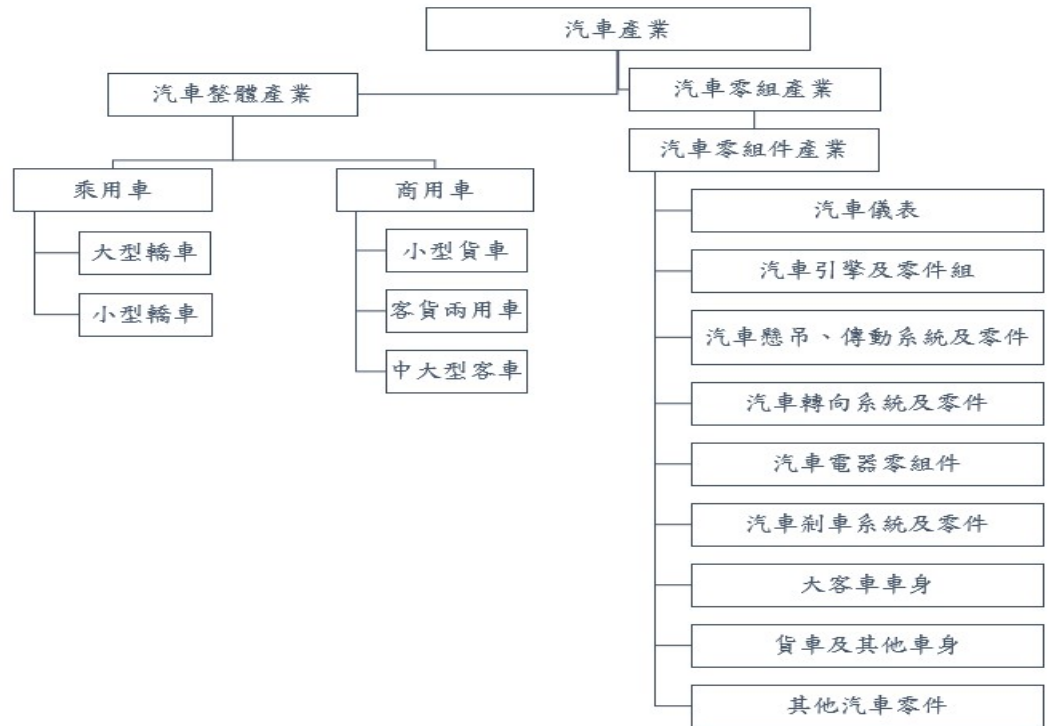 汽車產業
汽車整體產業
汽車零組產業
汽車零組件產業
乘用車
商用車
大型轎車
小型轎車
小型貨車
客貨兩用車
中大型客車
汽車儀表
汽車引擎及零件組
汽車懸吊、傳動系統及零件
汽車轉向系統及零件
汽車電器零組件
汽車剎車系統及零件
大客車車身
貨車及其他車身
其他汽車零件